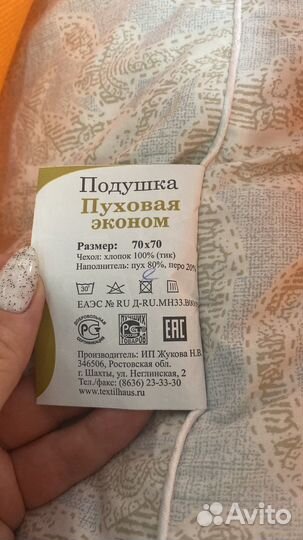 Подушка
Пуховая
эконом
Размер: 70х70
Чехол: хлопок 100% (тик)
Наполнитель: пух 80%, перо 20%
30
ЕАЭС № RU Д-RU.МН33.В
ДОБРОВОЛЬНАЯ
СЕРТИФИКАЦИЯ
РСТ
ЛУЧШИХ
ТОВАРОВ
ЕАС
Производитель: ИП Жукова Н.В.
346506, Ростовская обл.
г. Шахты, ул. Неглинская, 2
Тел./факс: (8636) 23-33-30
www.textilhaus.ru
Avito